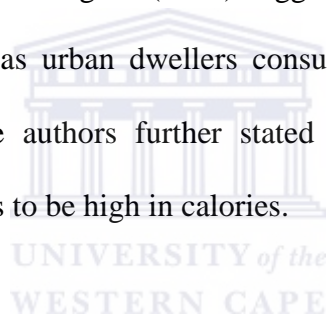 as urban dwellers consu
authors further stated
to be high in calories.
UNIVERSITY of the
WESTERN CAPE